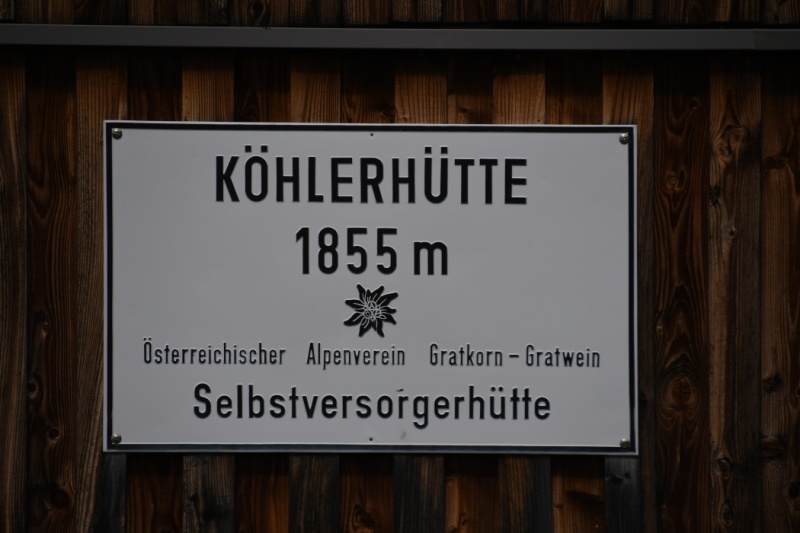 KÖHLERHÜTTE
1855 m
Österreichischer Alpenverein Gratkorn – Gratwein
Selbstversorgerhütte